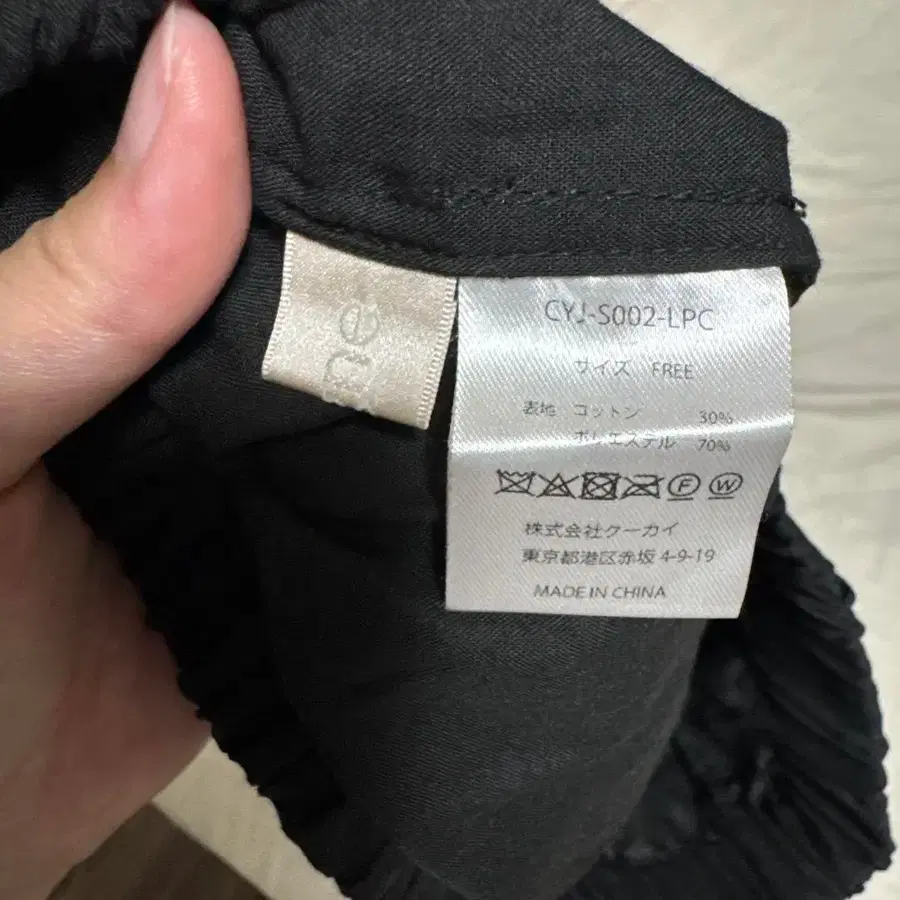 CYJ-S002-LPC
サイズ FREE
表地 コットン 30%
ポリエステル 70%
F W
株式会社クーカイ
東京都港区赤坂 4-9-19
MADE IN CHINA